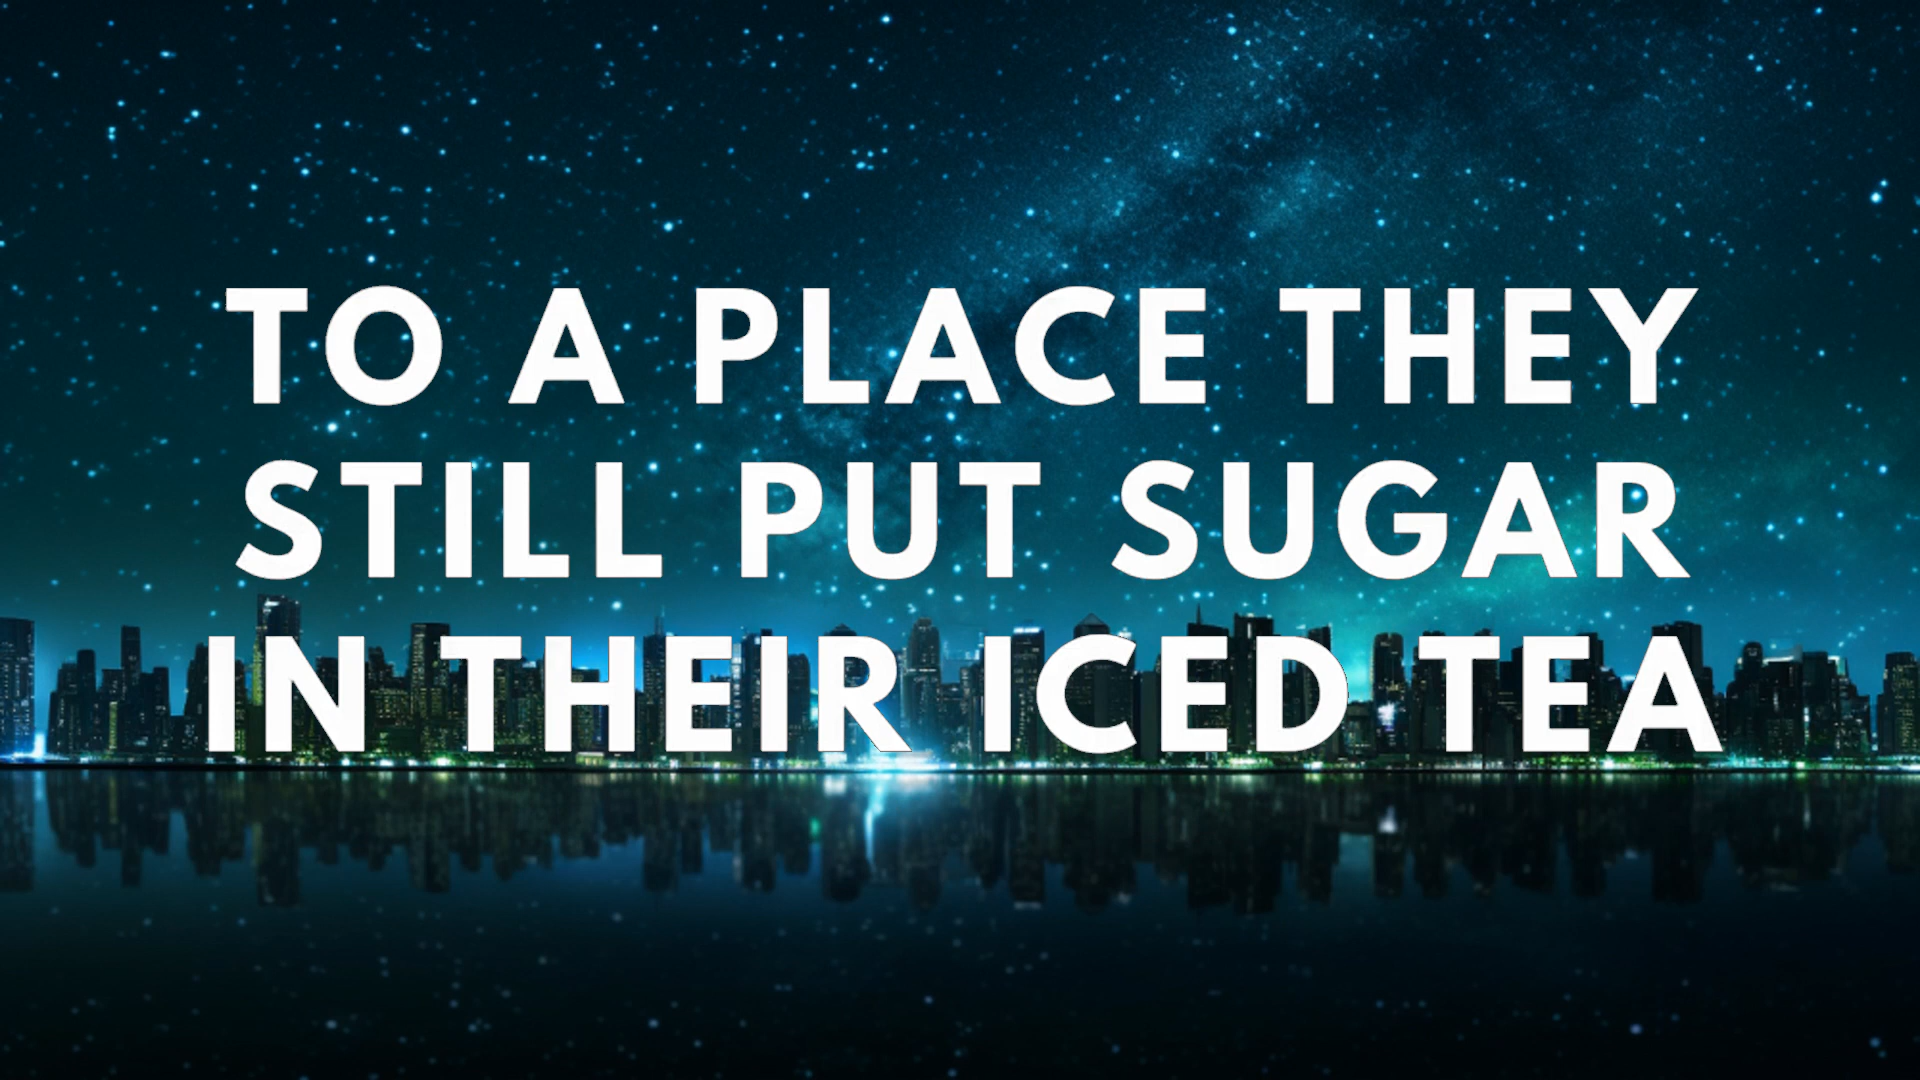 TO A PLACE THEY
STILL PUT SUGAR
IN THEIR ICED TEA